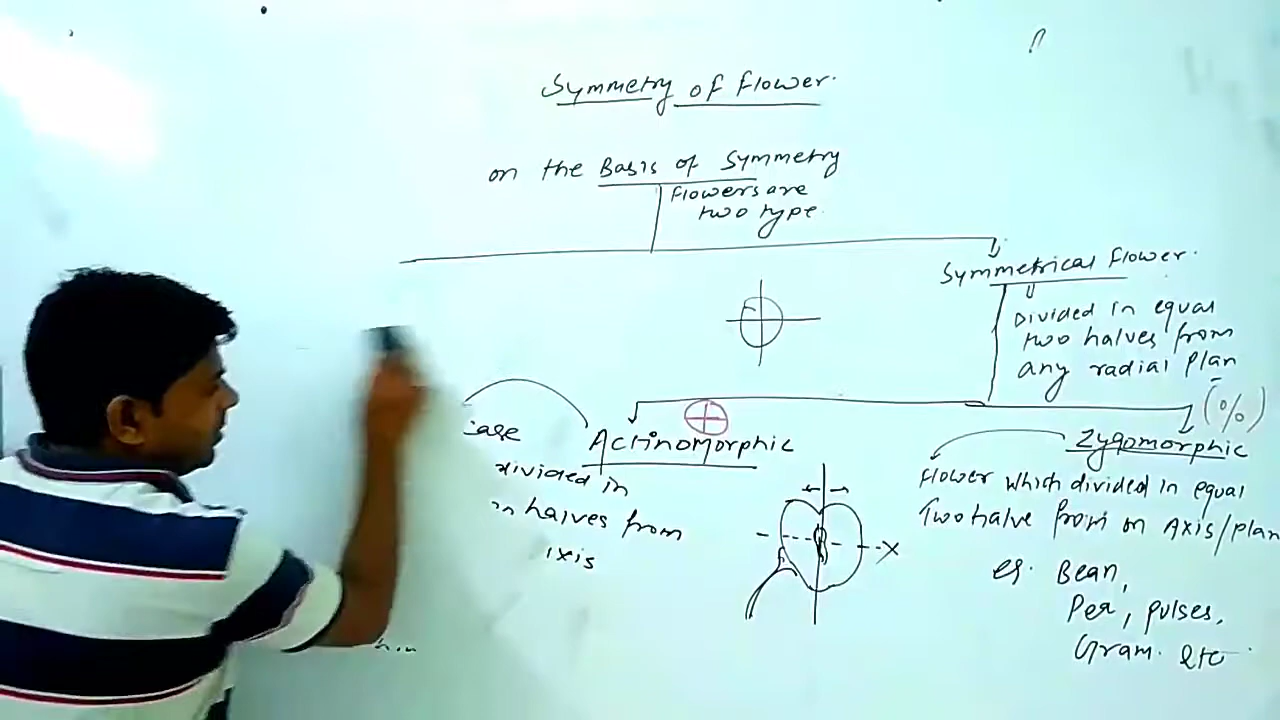 Symmetry of Flower.
on the Basis of Symmetry
Flowers are
two type.
Symmetrical Flower.
Divided in equal
two halves from
any radial plan
(%)
case
Actinomorphic
Zygomorphic
divided in
halves from
Flower which divided in equal
Two halve from on Axis/plan
eg. Bean,
Per, pulses,
Gram. etc